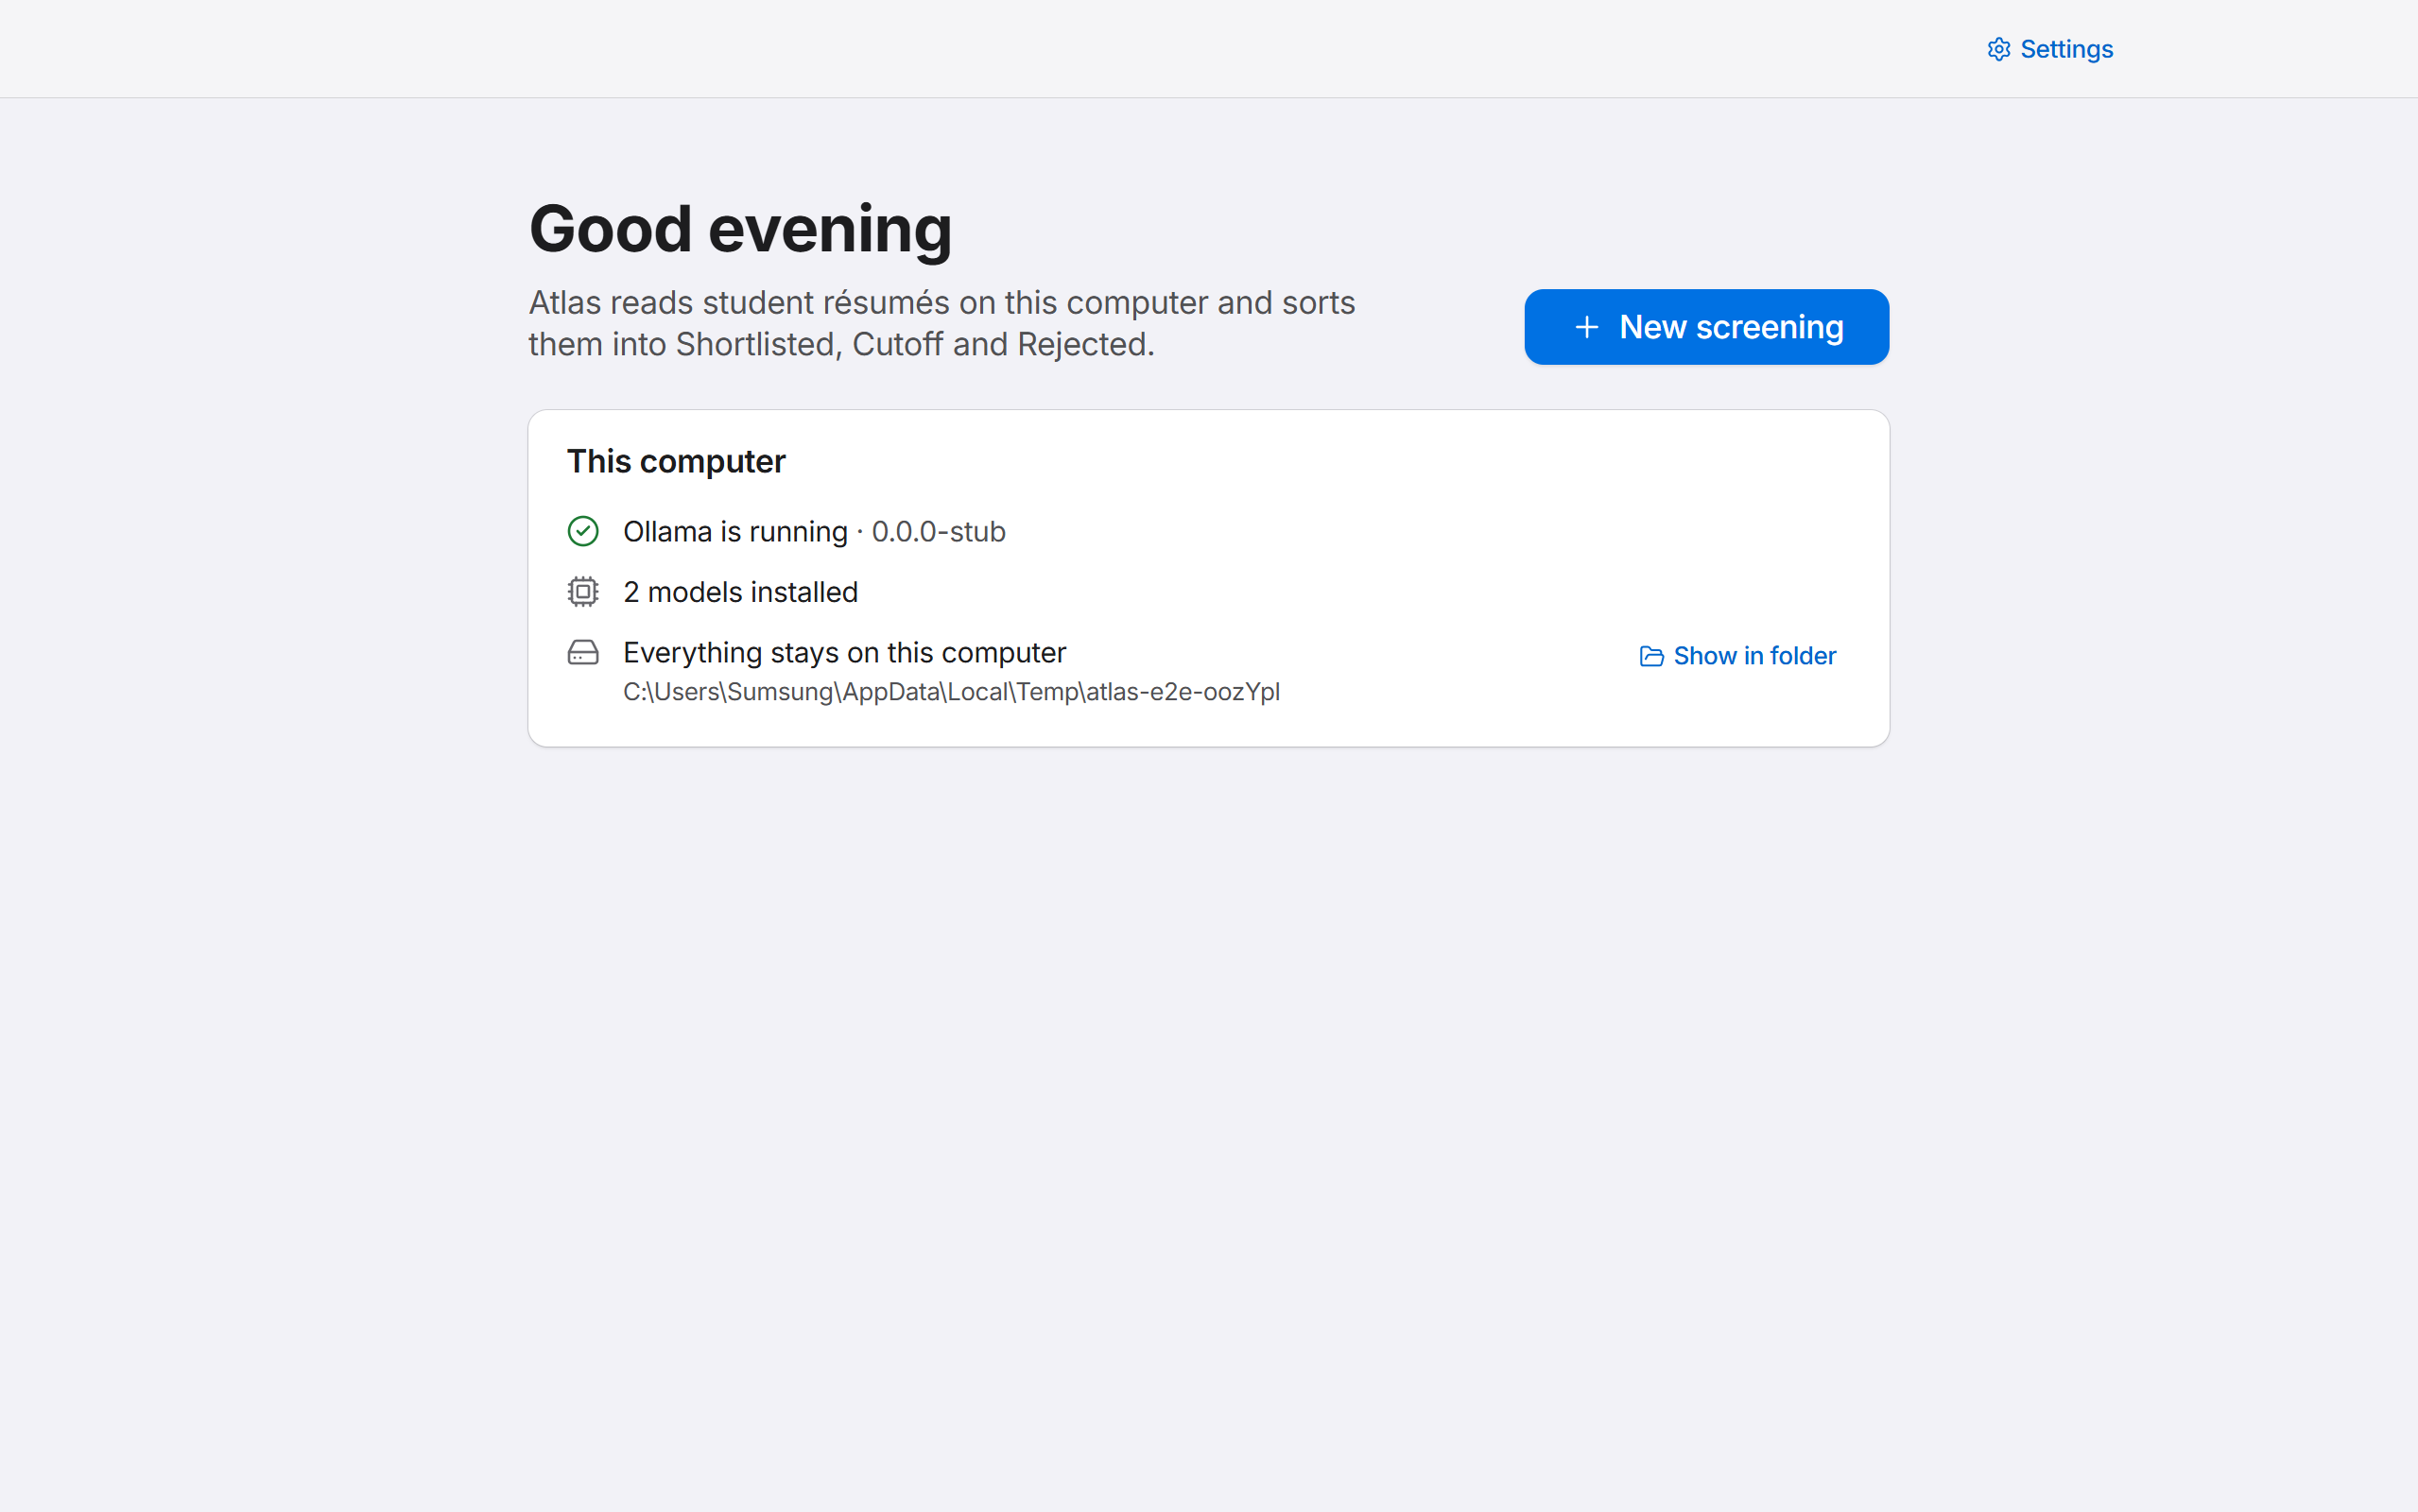 Settings
Good evening
Atlas reads student résumés on this computer and sorts
them into Shortlisted, Cutoff and Rejected.
+ New screening
This computer
Ollama is running · 0.0.0-stub
2 models installed
Everything stays on this computer
Show in folder
C:\Users\Sumsung\AppData\Local\Temp\atlas-e2e-oozYpl